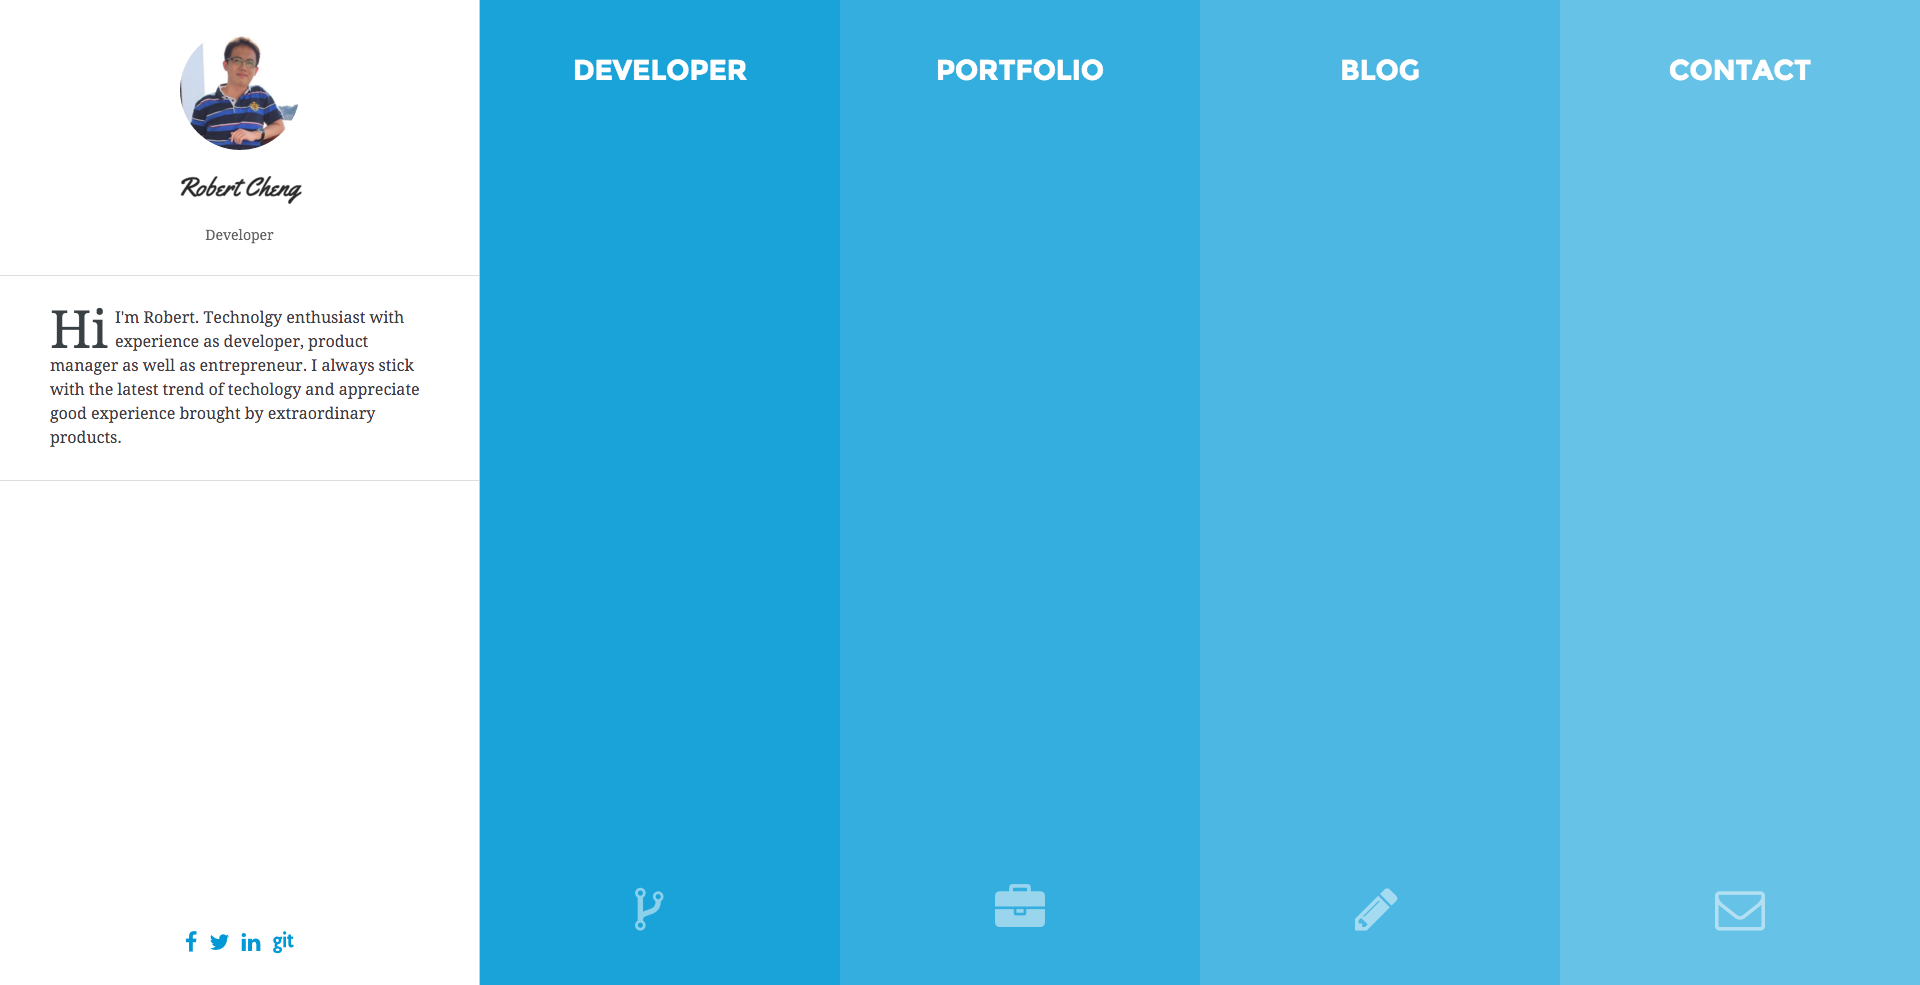 Robert Cheng
Developer
Hi I'm Robert. Technolgy enthusiast with
experience as developer, product
manager as well as entrepreneur. I always stick
with the latest trend of techology and appreciate
good experience brought by extraordinary
products.
git
DEVELOPER
PORTFOLIO
BLOG
CONTACT